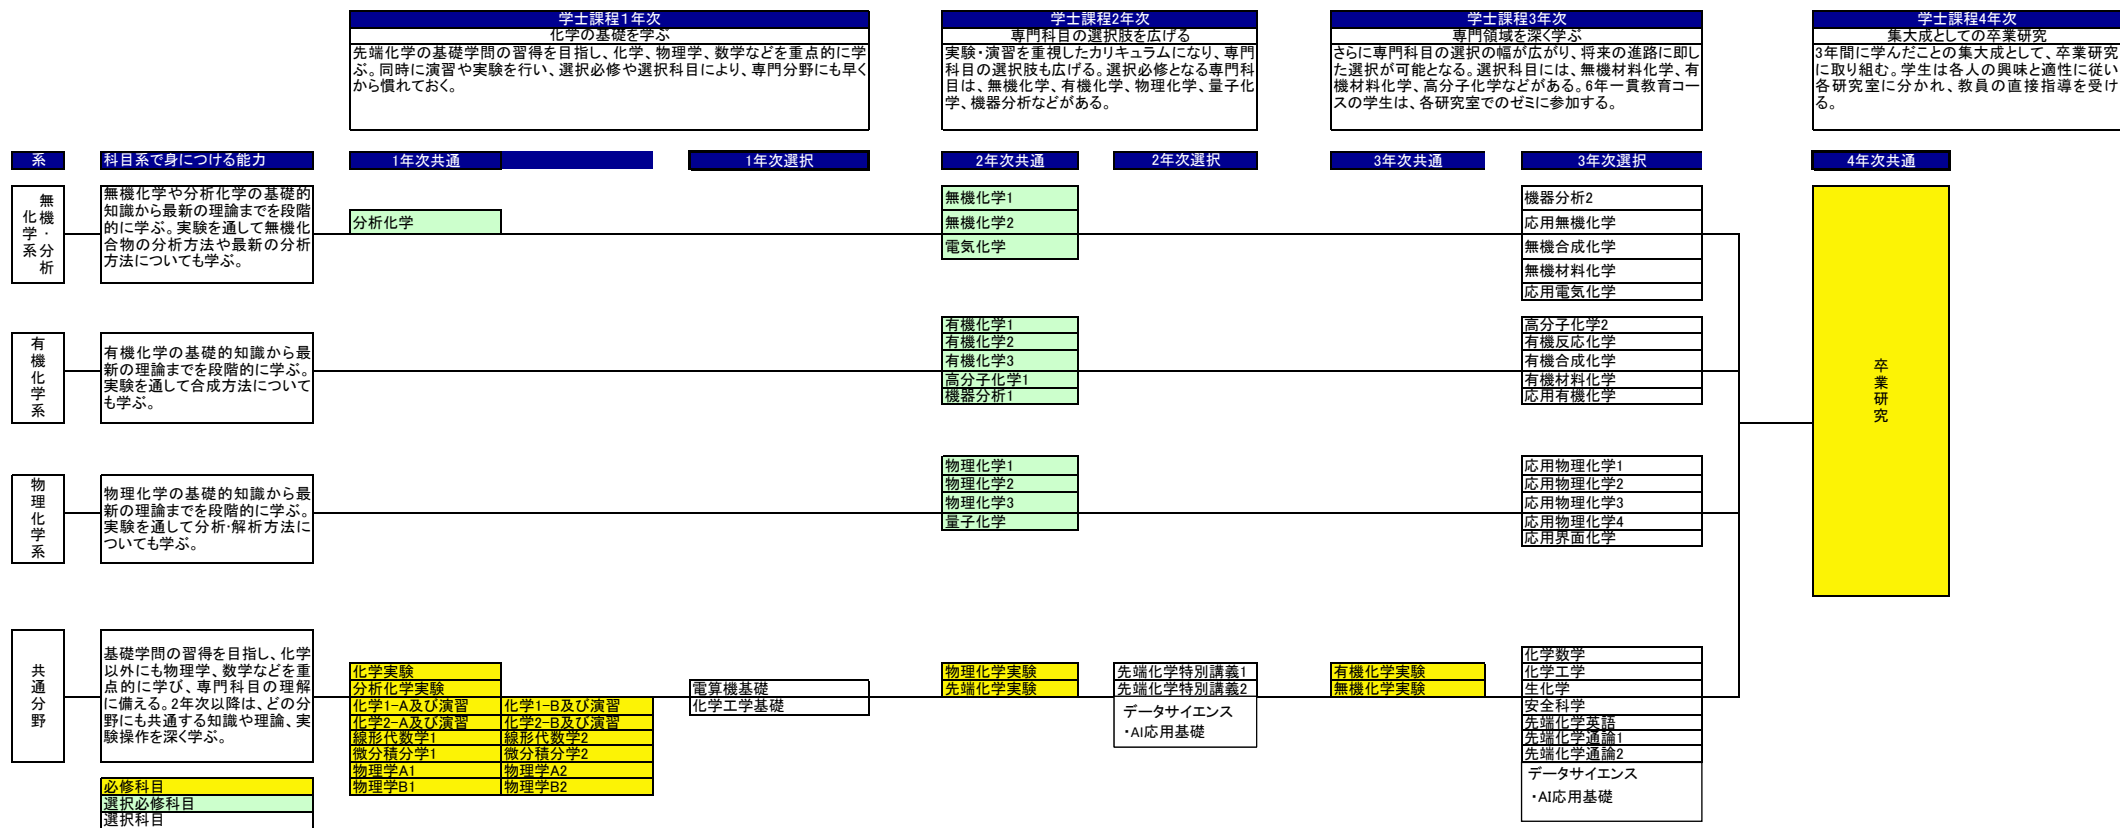 学士課程1年次
化学の基礎を学ぶ
先端化学の基礎学問の習得を目指し、化学、物理学、数学などを重点的に学
ぶ。同時に演習や実験を行い、選択必修や選択科目により、専門分野にも早く
から慣れておく。
学士課程2年次
専門科目の選択肢を広げる
実験・演習を重視したカリキュラムになり、専門
科目の選択肢も広げる。選択必修となる専門科
目は、無機化学、有機化学、物理化学、量子化
学、機器分析などがある。
学士課程3年次
専門領域を深く学ぶ
さらに専門科目の選択の幅が広がり、将来の進路に即し
た選択が可能となる。選択科目には、無機材料化学、有
機材料化学、高分子化学などがある。6年一貫教育コー
スの学生は、各研究室でのゼミに参加する。
学士課程4年次
集大成としての卒業研究
3年間に学んだことの集大成として、卒業研究
に取り組む。学生は各人の興味と適性に従い
各研究室に分かれ、教員の直接指導を受け
る。
系
科目系で身につける能力
1年次共通
1年次選択
2年次共通
2年次選択
3年次共通
3年次選択
4年次共通
無機・分析
化学系
無機化学や分析化学の基礎的
知識から最新の理論までを段階
的に学ぶ。実験を通して無機化
合物の分析方法や最新の分析
方法についても学ぶ。
分析化学
無機化学1
無機化学2
電気化学
機器分析2
応用無機化学
無機合成化学
無機材料化学
応用電気化学
有機化学系
有機化学の基礎的知識から最
新の理論までを段階的に学ぶ。
実験を通して合成方法について
も学ぶ。
有機化学1
有機化学2
有機化学3
高分子化学1
機器分析1
高分子化学2
有機反応化学
有機合成化学
有機材料化学
応用有機化学
卒業研究
物理化学系
物理化学の基礎的知識から最
新の理論までを段階的に学ぶ。
実験を通して分析・解析方法に
ついても学ぶ。
物理化学1
物理化学2
物理化学3
量子化学
応用物理化学1
応用物理化学2
応用物理化学3
応用物理化学4
応用界面化学
共通分野
基礎学問の習得を目指し、化学
以外にも物理学、数学などを重
点的に学び、専門科目の理解
に備える。2年次以降は、どの分
野にも共通する知識や理論、実
験操作を深く学ぶ。
化学実験
分析化学実験
化学1-A及び演習 化学1-B及び演習
化学2-A及び演習 化学2-B及び演習
線形代数学1 線形代数学2
微分積分学1 微分積分学2
物理学A1 物理学A2
物理学B1 物理学B2
電算機基礎
化学工学基礎
物理化学実験
先端化学実験
先端化学特別講義1
先端化学特別講義2
データサイエンス
・AI応用基礎
有機化学実験
無機化学実験
化学数学
化学工学
生化学
安全科学
先端化学英語
先端化学通論1
先端化学通論2
データサイエンス
・AI応用基礎
必修科目
選択必修科目
選択科目